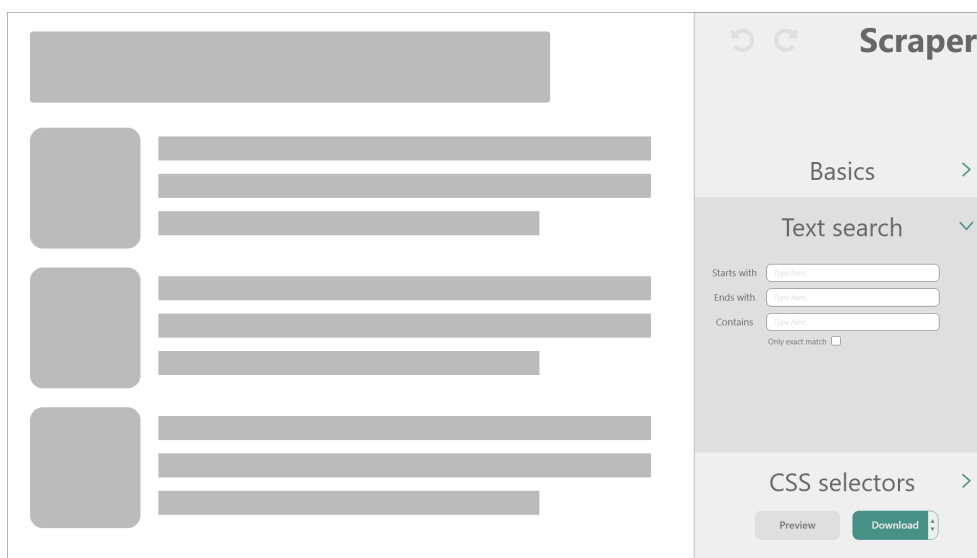 Scraper
Basics
Text search
Starts with Type here.
Ends with Type here.
Contains Type here.
Only exact match
CSS selectors
Preview Download